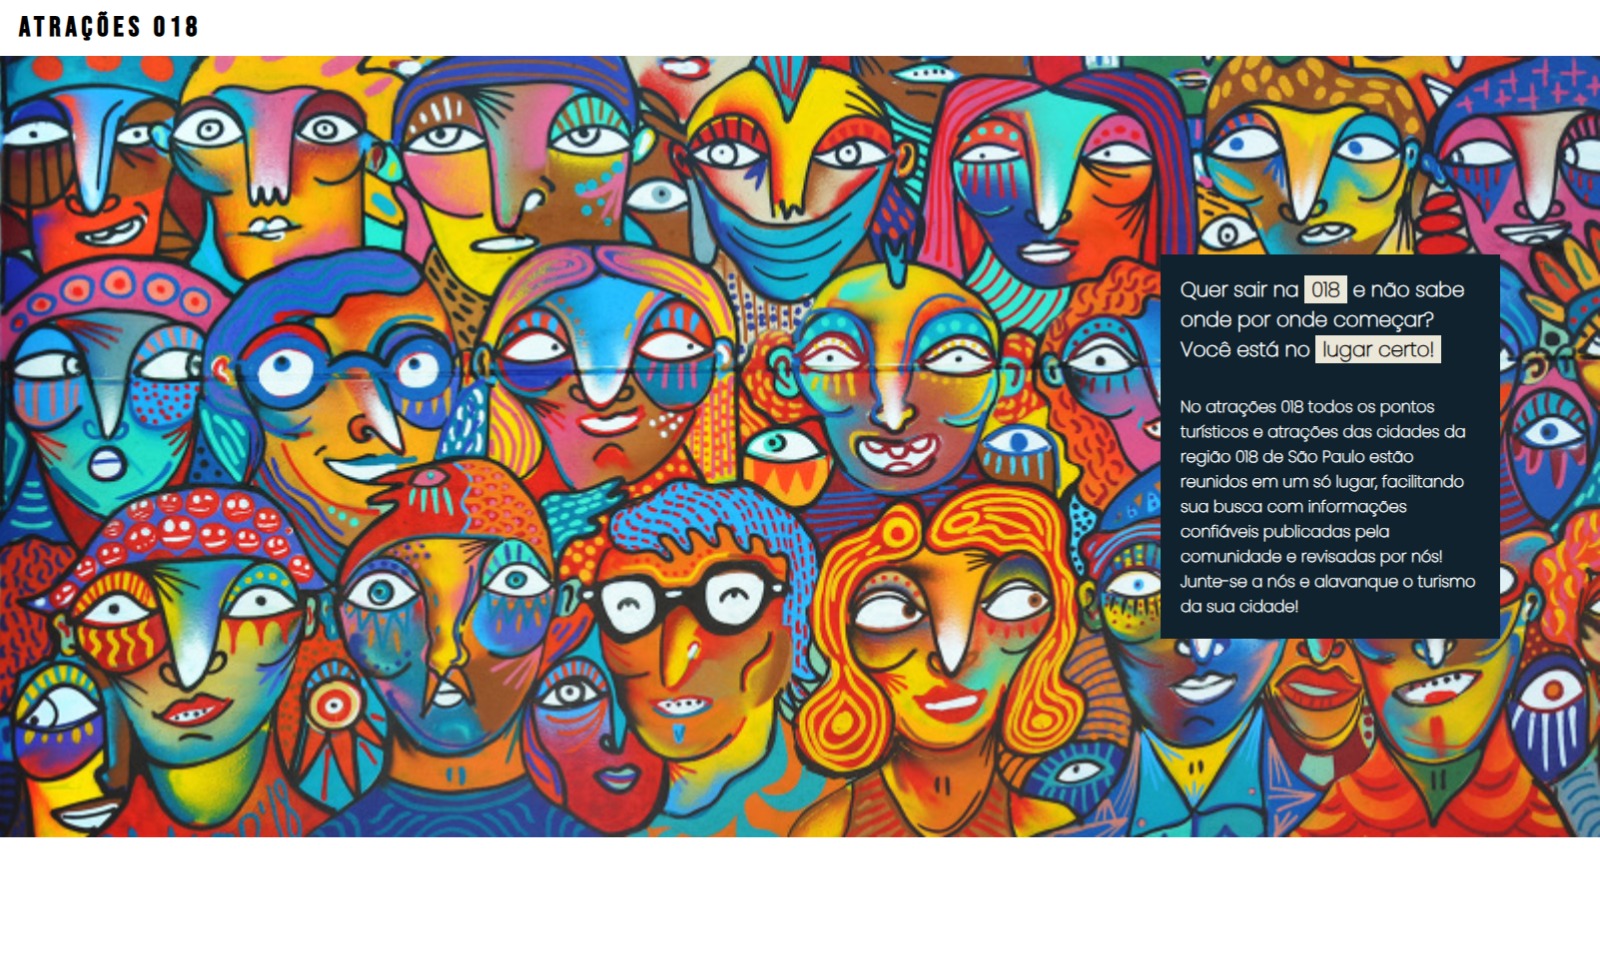 ATRAÇÕES 018
Quer sair na 018 e não sabe
onde por onde começar?
Você está no lugar certo!
No atrações 018 todos os pontos
turísticos e atrações das cidades da
região 018 de São Paulo estão
reunidos em um só lugar, facilitando
sua busca com informações
confiáveis publicadas pela
comunidade e revisadas por nós!
Junte-se a nós e alavanque o turismo
da sua cidade!